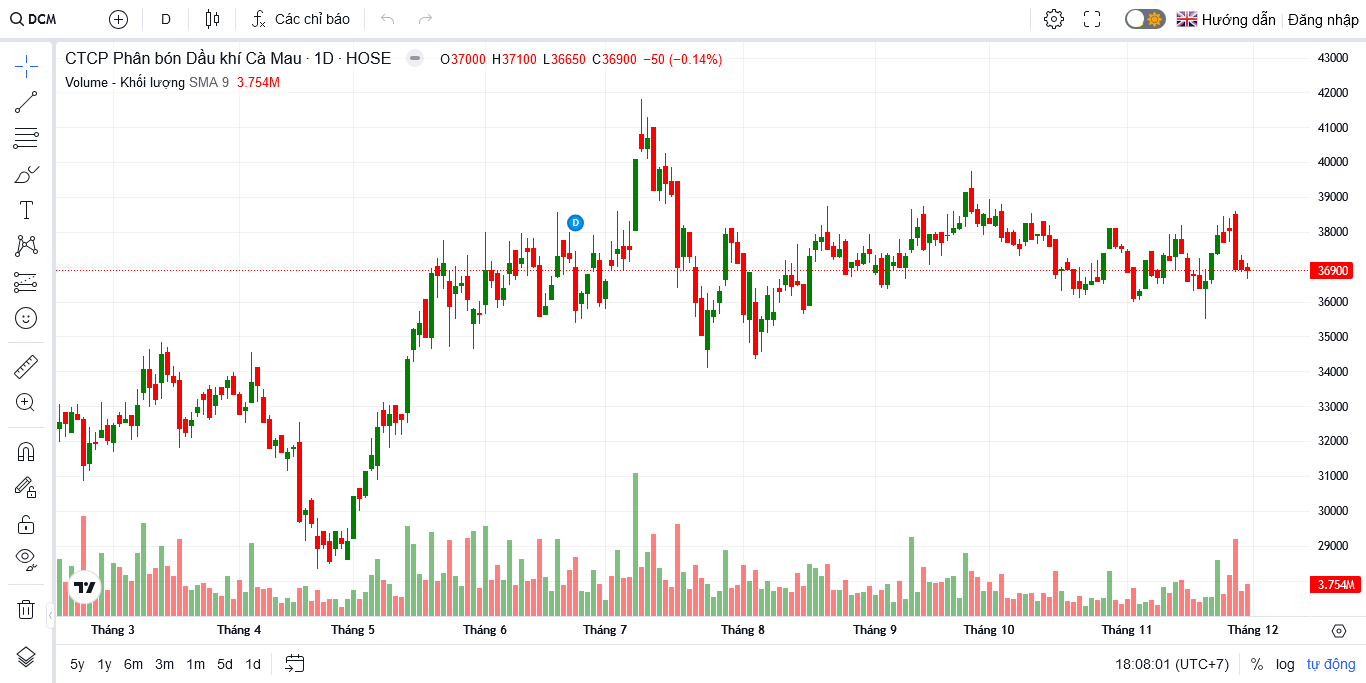 DCM D Các chỉ báo Hướng dẫn Đăng nhập
CTCP Phân bón Dầu khí Cà Mau · 1D · HOSE O37000 H37100 L36650 C36900 −50 (−0.14%)
Volume - Khối lượng SMA 9 3.754M
43000
42000
41000
40000
39000
38000
36900
36000
35000
34000
33000
32000
31000
30000
29000
3.754M
D
Tháng 3 Tháng 4 Tháng 5 Tháng 6 Tháng 7 Tháng 8 Tháng 9 Tháng 10 Tháng 11 Tháng 12
5y 1y 6m 3m 1m 5d 1d 18:08:01 (UTC+7) % log tự động